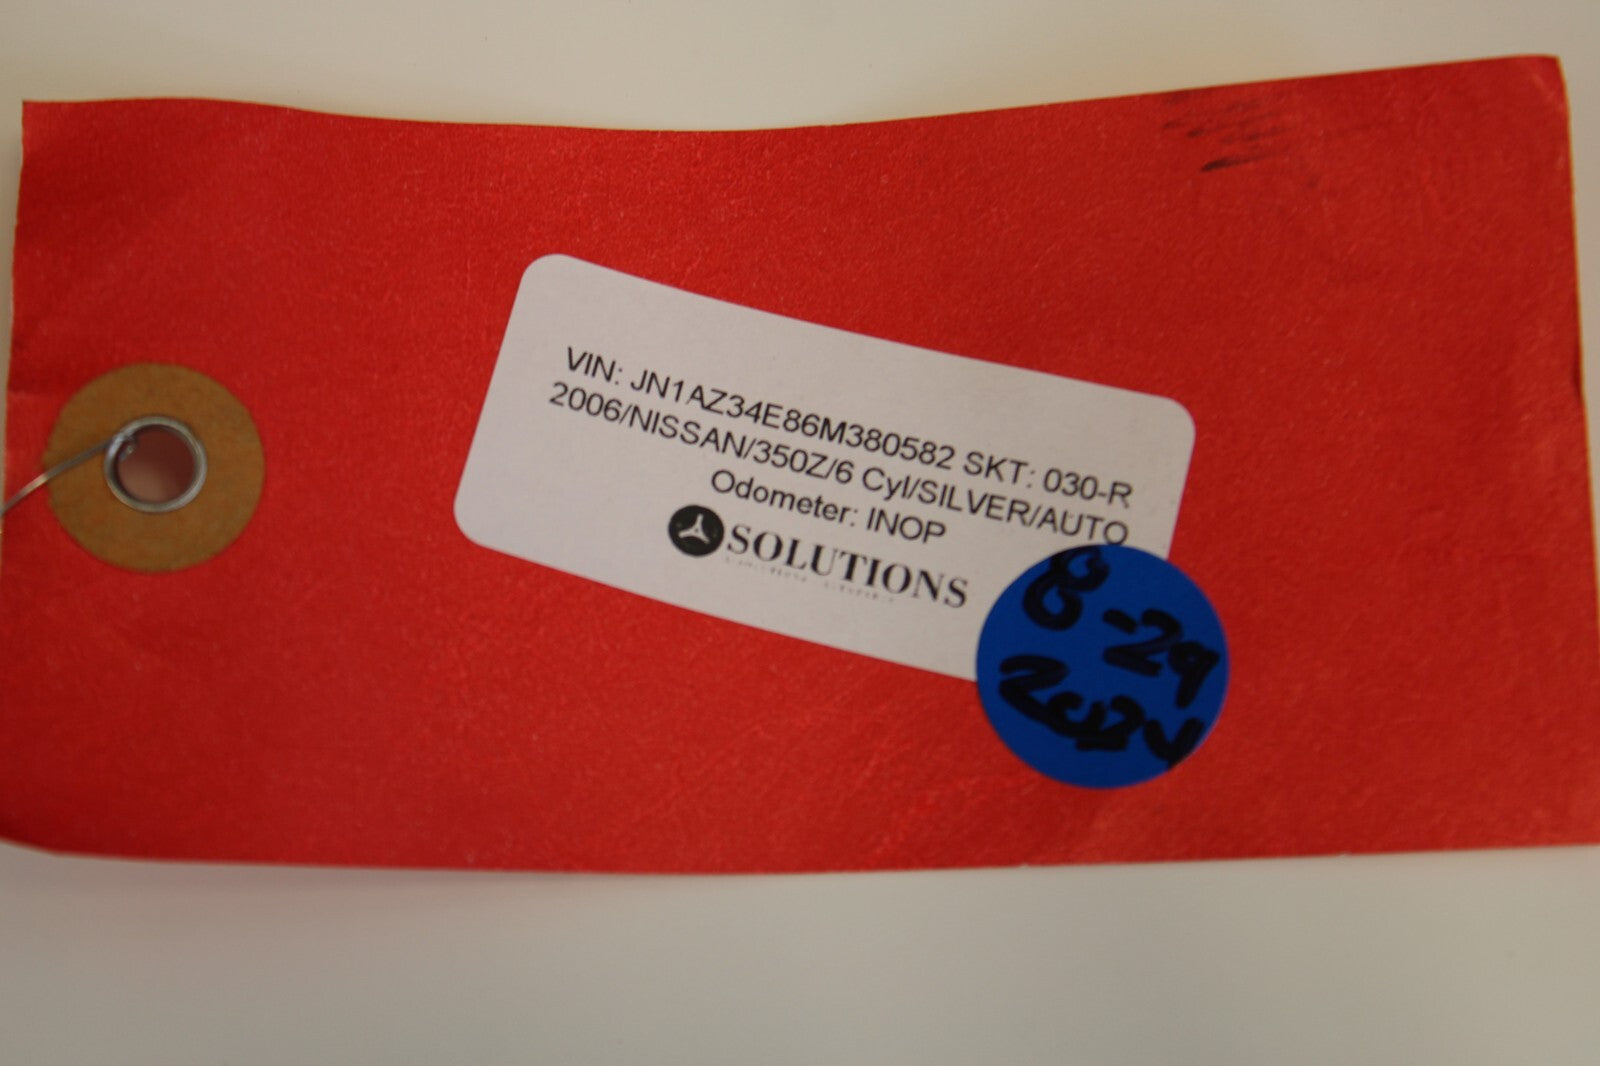 VIN: JN1AZ34E86M380582 SKT: 030-R
2006/NISSAN/350Z/6 Cyl/SILVER/AUTO
Odometer: INOP
SOLUTIONS
8-29
2024